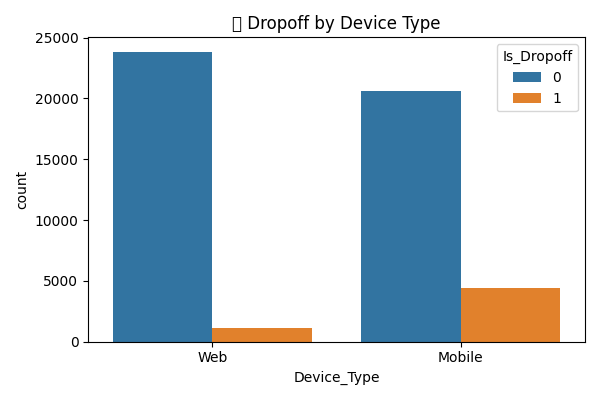 Dropoff by Device Type
25000
20000
15000
10000
5000
0
count
Is_Dropoff
0
1
Web
Mobile
Device_Type